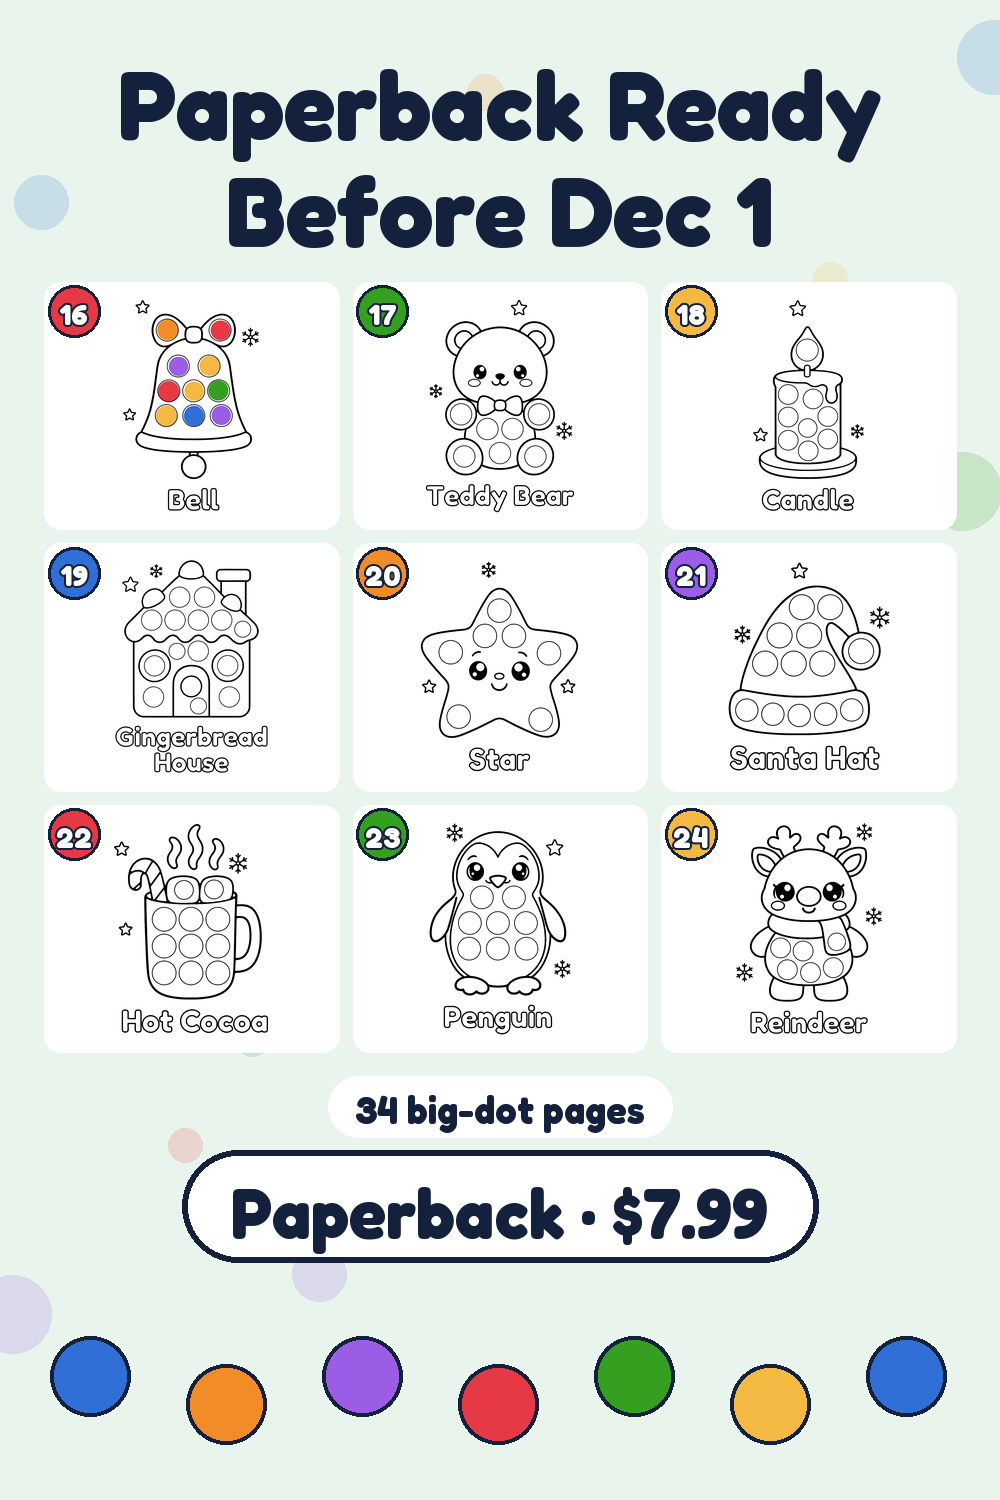 Paperback Ready
Before Dec 1
16
Bell
17
Teddy Bear
18
Candle
19
Gingerbread
House
20
Star
21
Santa Hat
22
Hot Cocoa
23
Penguin
24
Reindeer
34 big-dot pages
Paperback · $7.99